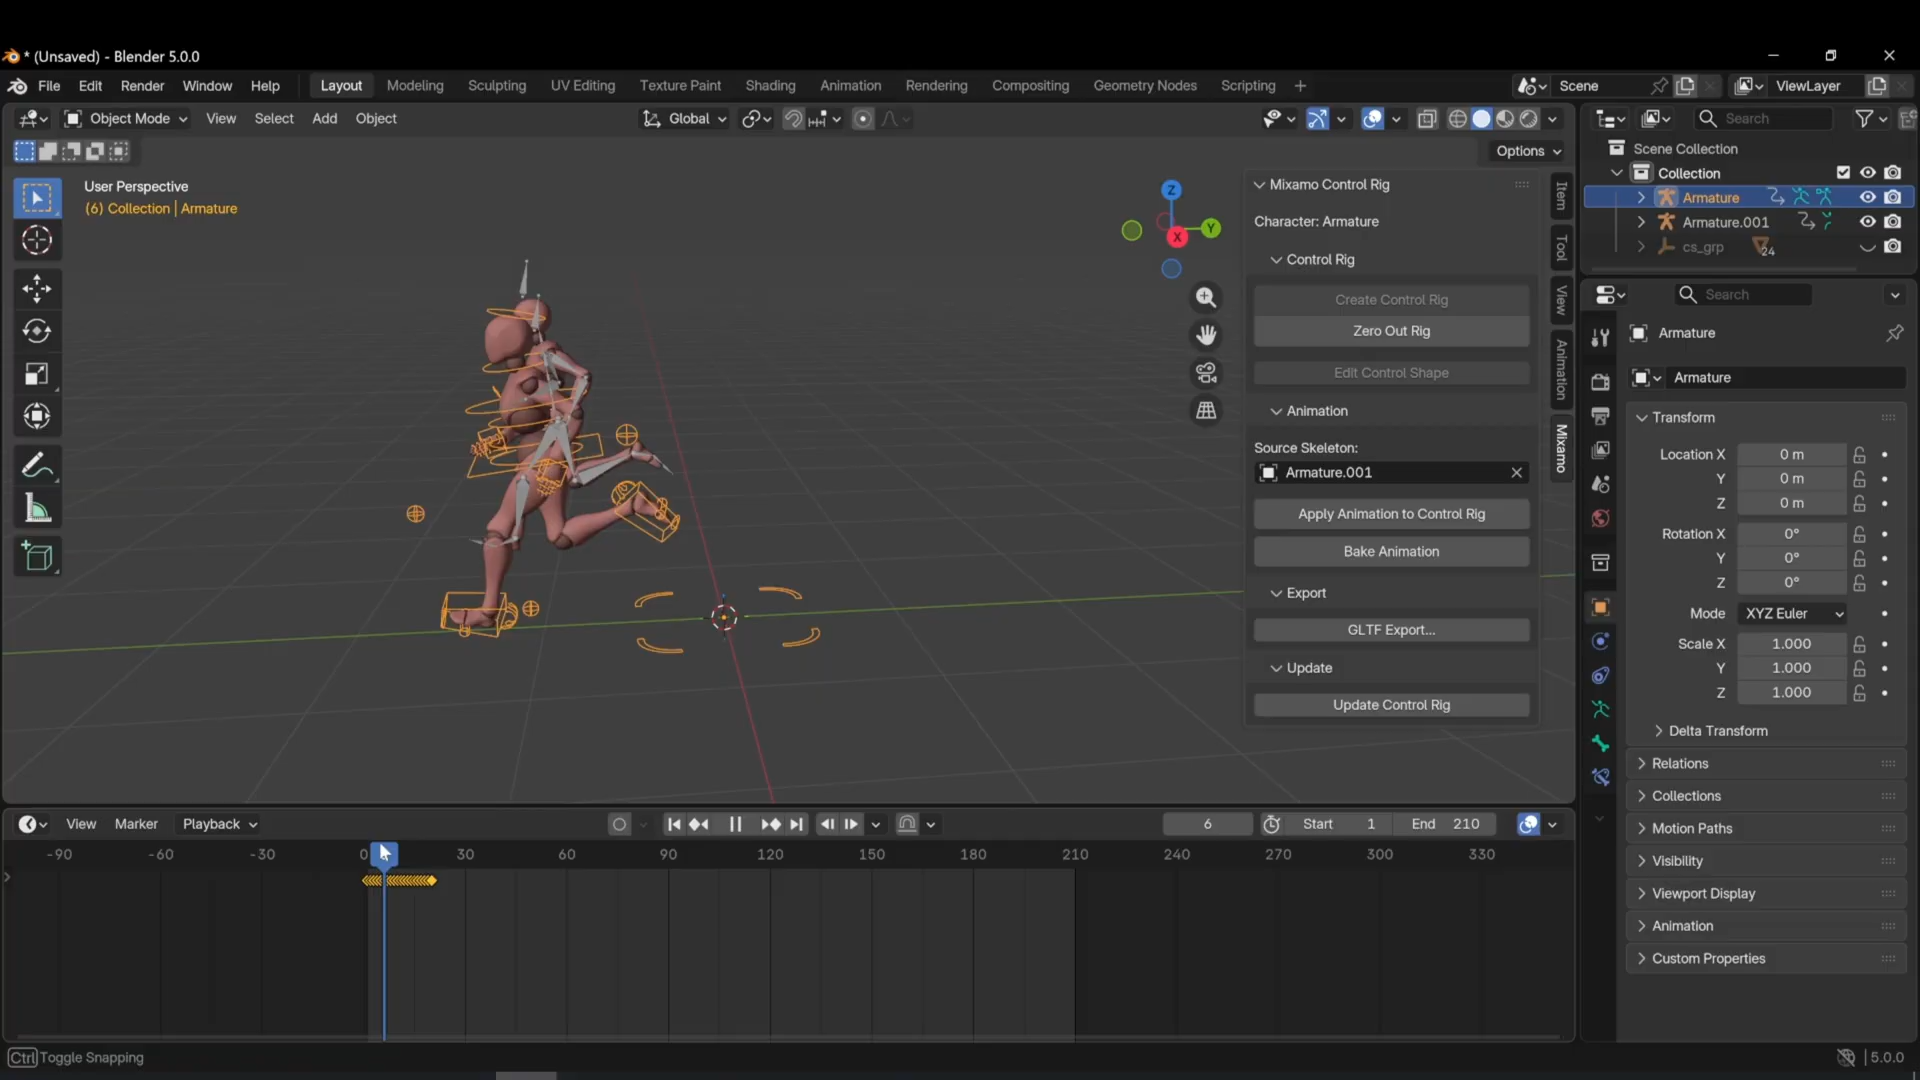 * (Unsaved) - Blender 5.0.0
File Edit Render Window Help Layout Modeling Sculpting UV Editing Texture Paint Shading Animation Rendering Compositing Geometry Nodes Scripting + Scene ViewLayer
Object Mode View Select Add Object Global Search
Options
Scene Collection
Collection
Armature
Armature.001
cs_grp 24
User Perspective
(6) Collection | Armature
Z
Y
X
Mixamo Control Rig
Character: Armature
Control Rig
Create Control Rig
Zero Out Rig
Edit Control Shape
Animation
Source Skeleton:
Armature.001
Apply Animation to Control Rig
Bake Animation
Export
GLTF Export...
Update
Update Control Rig
Item
Tool
View
Animation
Mixamo
Search
Armature
Armature
Transform
Location X 0 m
Y 0 m
Z 0 m
Rotation X 0°
Y 0°
Z 0°
Mode XYZ Euler
Scale X 1.000
Y 1.000
Z 1.000
Delta Transform
Relations
Collections
Motion Paths
Visibility
Viewport Display
Animation
Custom Properties
View Marker Playback 6 Start 1 End 210
-90 -60 -30 0 30 60 90 120 150 180 210 240 270 300 330
Ctrl Toggle Snapping
5.0.0